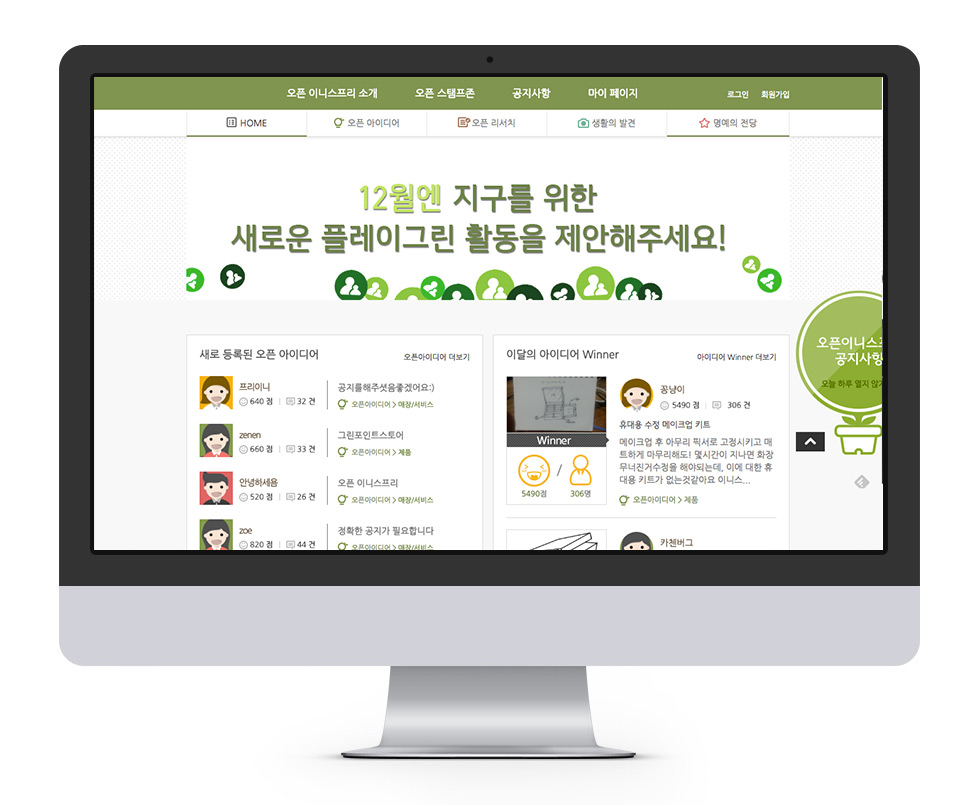 오픈 이니스프리 소개 오픈 스탬프존 공지사항 마이 페이지 로그인 회원가입
HOME 오픈 아이디어 오픈 리서치 생활의 발견 명예의 전당
12월엔 지구를 위한
새로운 플레이그린 활동을 제안해주세요!
오픈이니스프
공지사항
오늘 하루 열지 않기
새로 등록된 오픈 아이디어 오픈아이디어 더보기
프리이니
640 점 32 건
공지를해주셧음좋겠어요:)
오픈아이디어 > 매장/서비스
zenen
660 점 33 건
그린포인트스토어
오픈아이디어 > 제품
안녕하세욤
520 점 26 건
오픈 이니스프리
오픈아이디어 > 매장/서비스
zoe
820 점 44 건
정확한 공지가 필요합니다
오픈아이디어 > 매장/서비스
이달의 아이디어 Winner 아이디어 Winner 더보기
Winner
5490점 / 306명
꽁냥이
5490 점 306 건
휴대용 수정 메이크업 키트
메이크업 후 아무리 픽서로 고정시키고 매
트하게 마무리해도! 몇시간이 지나면 화장
무너진거수정을 해야되는데, 이에 대한 휴
대용 키트가 없는것같아요 이니스...
오픈아이디어 > 제품
카첸버그